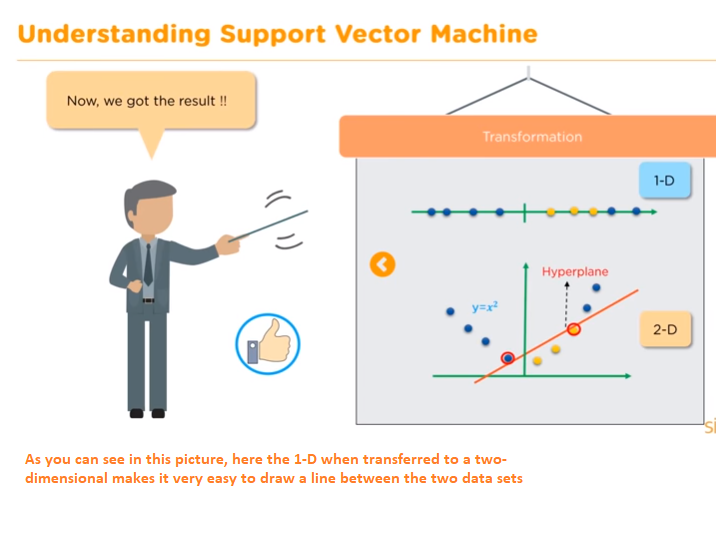 Understanding Support Vector Machine
Now, we got the result !!
Transformation
1-D
Hyperplane
y=x²
2-D
As you can see in this picture, here the 1-D when transferred to a two-
dimensional makes it very easy to draw a line between the two data sets